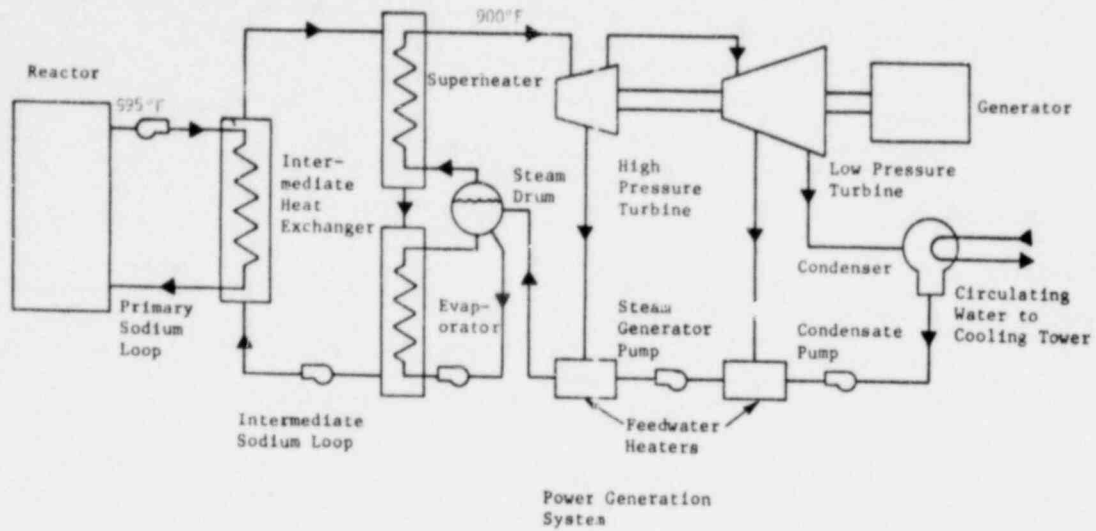 900°F
Reactor
Superheater
995°F
Generator
Inter-
mediate
Heat
Exchanger
Steam
Drum
High
Pressure
Turbine
Low Pressure
Turbine
Condenser
Primary
Sodium
Loop
Evap-
orator
Steam
Generator
Pump
Condensate
Pump
Circulating
Water to
Cooling Tower
Intermediate
Sodium Loop
Feedwater
Heaters
Power Generation
System